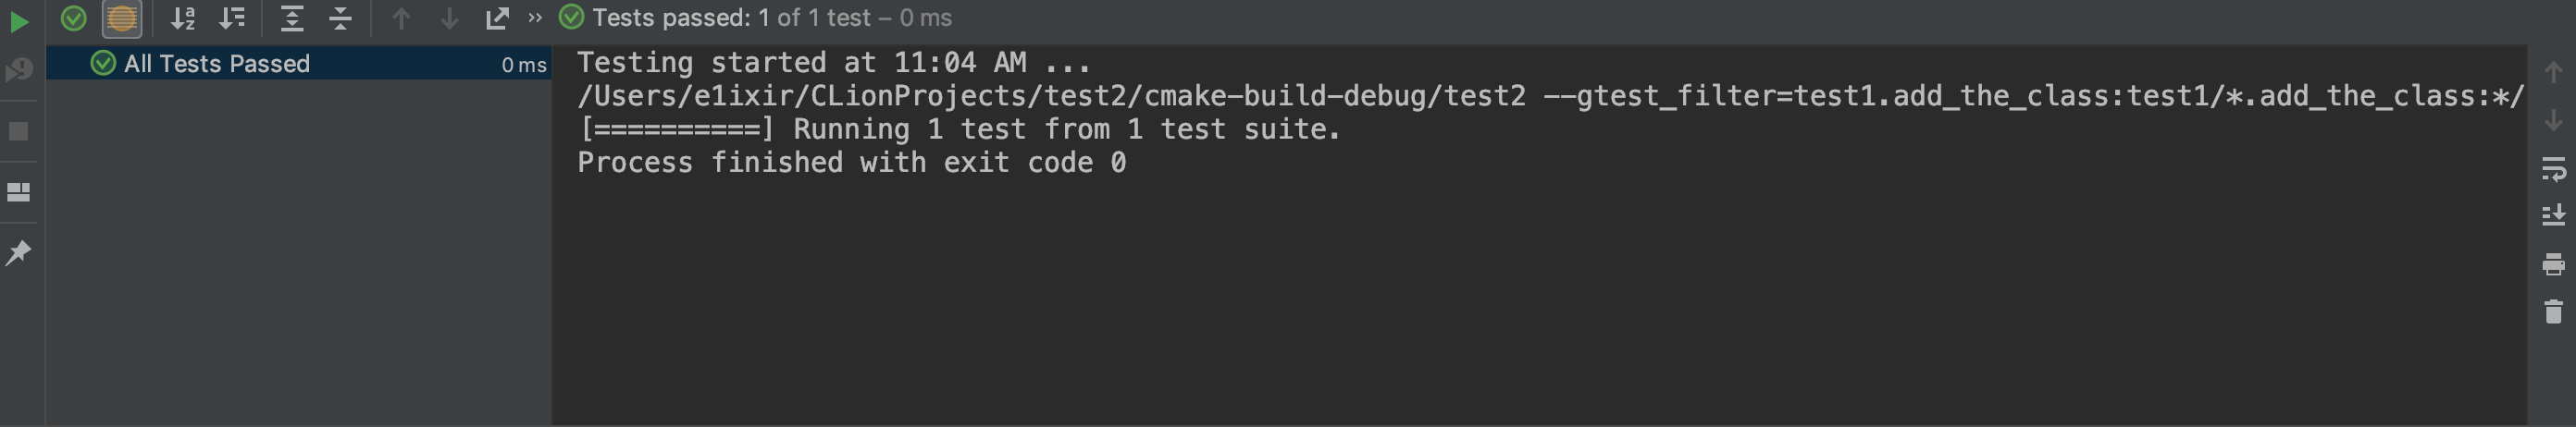 Tests passed: 1 of 1 test – 0 ms
All Tests Passed 0 ms
Testing started at 11:04 AM ...
/Users/e1ixir/CLionProjects/test2/cmake-build-debug/test2 --gtest_filter=test1.add_the_class:test1/*.add_the_class:*/
[==========] Running 1 test from 1 test suite.
Process finished with exit code 0